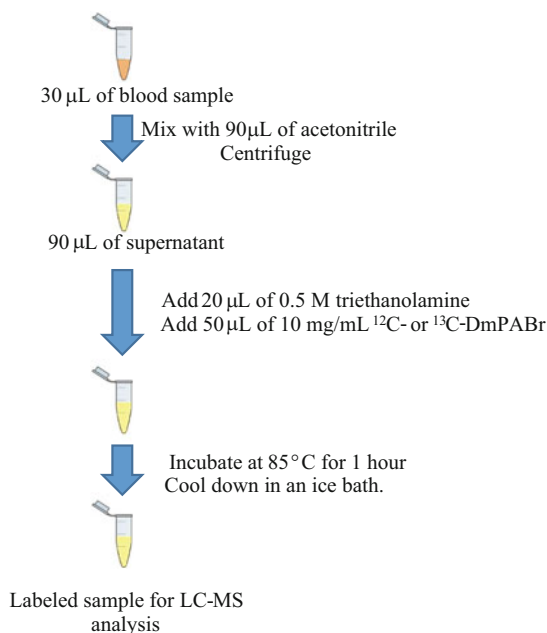 30 μL of blood sample
Mix with 90μL of acetonitrile
Centrifuge
90 μL of supernatant
Add 20 μL of 0.5 M triethanolamine
Add 50μL of 10 mg/mL ¹²C- or ¹³C-DmPABr
Incubate at 85°C for 1 hour
Cool down in an ice bath.
Labeled sample for LC-MS
analysis